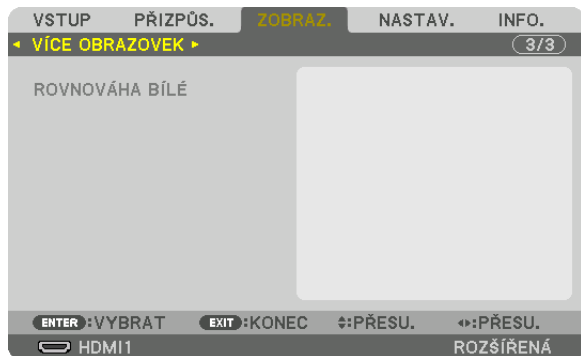 VSTUP PŘIZPŮS. ZOBRAZ. NASTAV. INFO.
VÍCE OBRAZOVEK 3/3
ROVNOVÁHA BÍLÉ
ENTER:VYBRAT EXIT:KONEC :PŘESU. :PŘESU.
HDMI1 ROZŠÍŘENÁ